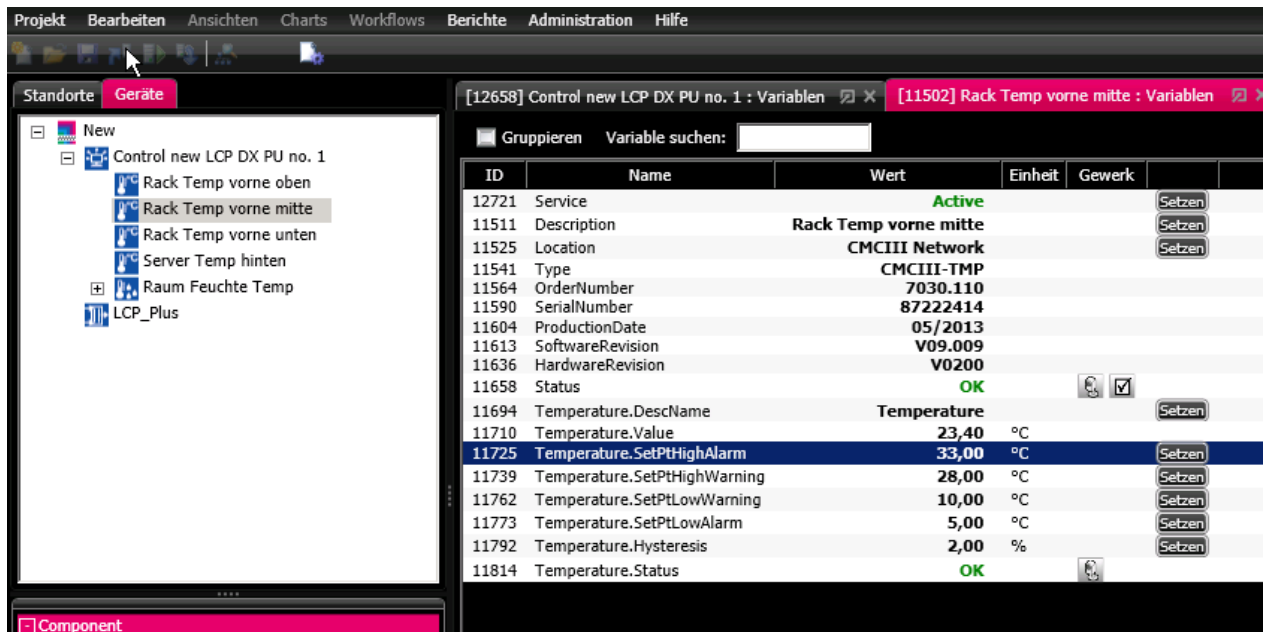 Projekt Bearbeiten Ansichten Charts Workflows Berichte Administration Hilfe
Standorte Geräte
New
Control new LCP DX PU no. 1
Rack Temp vorne oben
Rack Temp vorne mitte
Rack Temp vorne unten
Server Temp hinten
Raum Feuchte Temp
LCP_Plus
Component
[12658] Control new LCP DX PU no. 1 : Variablen [11502] Rack Temp vorne mitte : Variablen
Gruppieren Variable suchen:
ID Name Wert Einheit Gewerk
12721 Service Active Setzen
11511 Description Rack Temp vorne mitte Setzen
11525 Location CMCIII Network Setzen
11541 Type CMCIII-TMP
11564 OrderNumber 7030.110
11590 SerialNumber 87222414
11604 ProductionDate 05/2013
11613 SoftwareRevision V09.009
11636 HardwareRevision V0200
11658 Status OK
11694 Temperature.DescName Temperature Setzen
11710 Temperature.Value 23,40 °C
11725 Temperature.SetPtHighAlarm 33,00 °C Setzen
11739 Temperature.SetPtHighWarning 28,00 °C Setzen
11762 Temperature.SetPtLowWarning 10,00 °C Setzen
11773 Temperature.SetPtLowAlarm 5,00 °C Setzen
11792 Temperature.Hysteresis 2,00 % Setzen
11814 Temperature.Status OK